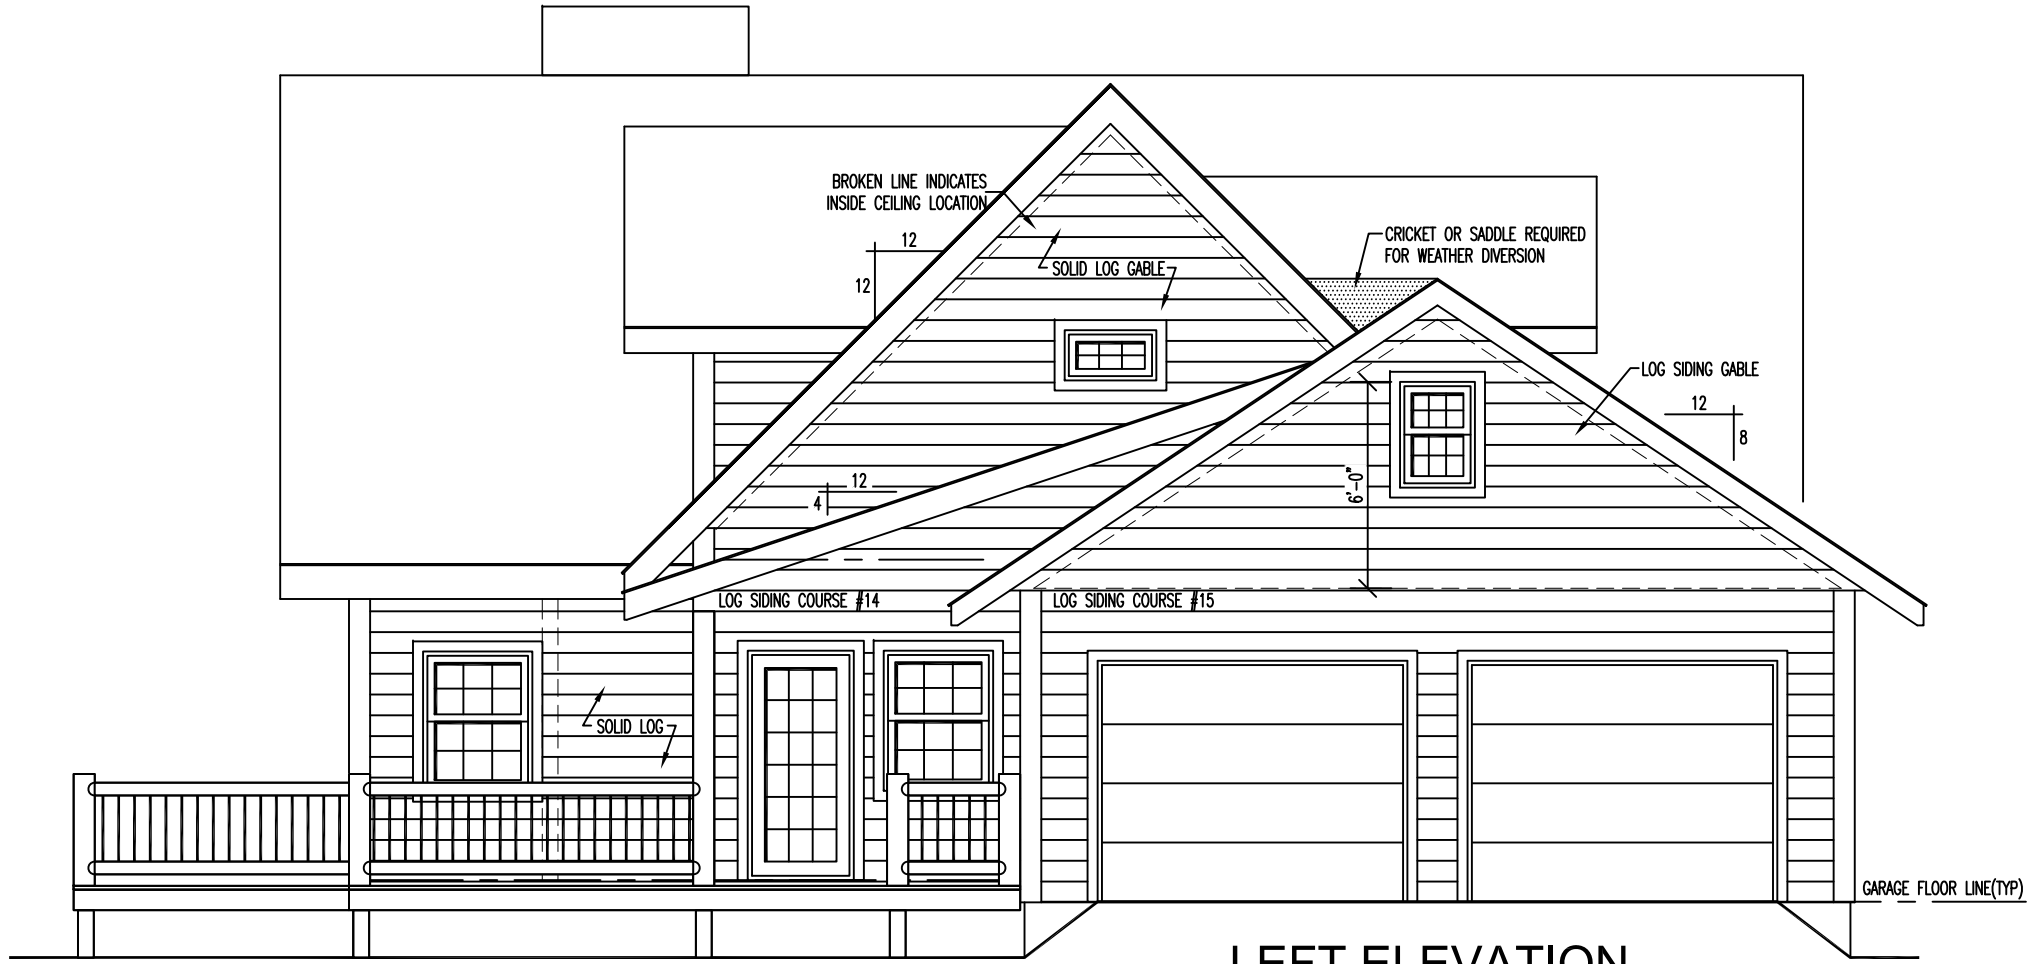 BROKEN LINE INDICATES
INSIDE CEILING LOCATION
12
12
SOLID LOG GABLE
CRICKET OR SADDLE REQUIRED
FOR WEATHER DIVERSION
LOG SIDING GABLE
12
8
6'-0"
12
4
LOG SIDING COURSE #14
LOG SIDING COURSE #15
SOLID LOG
GARAGE FLOOR LINE(TYP)
LEFT ELEVATION